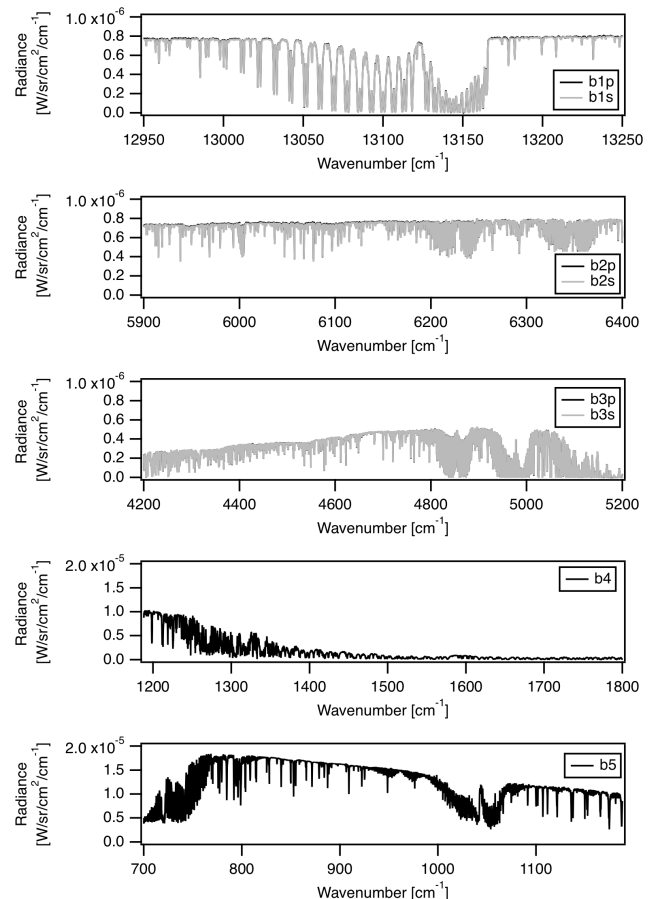 1.0 x10⁻⁶
0.8
0.6
0.4
0.2
0.0
Radiance
[W/sr/cm²/cm⁻¹]
b1p
b1s
12950 13000 13050 13100 13150 13200 13250
Wavenumber [cm⁻¹]
1.0 x10⁻⁶
0.8
0.6
0.4
0.2
0.0
Radiance
[W/sr/cm²/cm⁻¹]
b2p
b2s
5900 6000 6100 6200 6300 6400
Wavenumber [cm⁻¹]
1.0 x10⁻⁶
0.8
0.6
0.4
0.2
0.0
Radiance
[W/sr/cm²/cm⁻¹]
b3p
b3s
4200 4400 4600 4800 5000 5200
Wavenumber [cm⁻¹]
2.0 x10⁻⁵
1.5
1.0
0.5
0.0
Radiance
[W/sr/cm²/cm⁻¹]
b4
1200 1300 1400 1500 1600 1700 1800
Wavenumber [cm⁻¹]
2.0 x10⁻⁵
1.5
1.0
0.5
0.0
Radiance
[W/sr/cm²/cm⁻¹]
b5
700 800 900 1000 1100
Wavenumber [cm⁻¹]